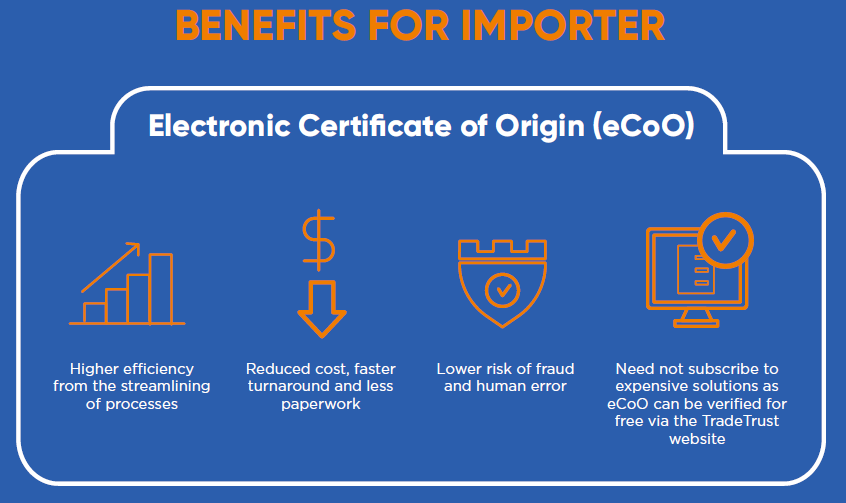 BENEFITS FOR IMPORTER
Electronic Certificate of Origin (eCoO)
Higher efficiency
from the streamlining
of processes
Reduced cost, faster
turnaround and less
paperwork
Lower risk of fraud
and human error
Need not subscribe to
expensive solutions as
eCoO can be verified for
free via the TradeTrust
website